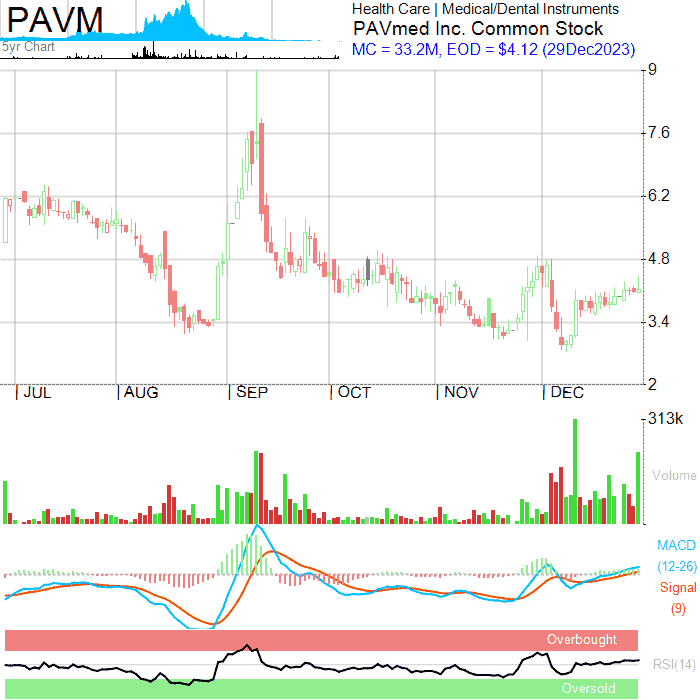 PAVM
5yr Chart
Health Care | Medical/Dental Instruments
PAVmed Inc. Common Stock
MC = 33.2M, EOD = $4.12 (29Dec2023)
9
7.6
6.2
4.8
3.4
2
| JUL | AUG | SEP | OCT | NOV | DEC
313k
Volume
MACD
(12-26)
Signal
(9)
Overbought
RSI(14)
Oversold